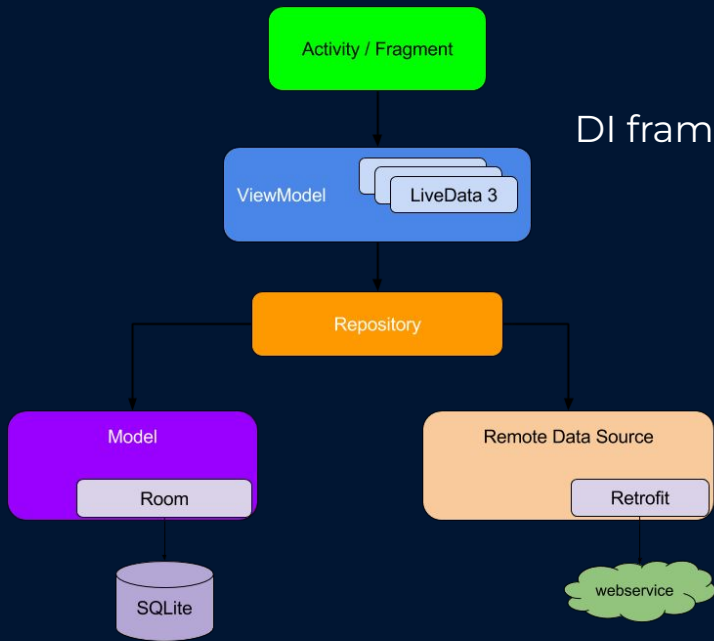 Activity / Fragment
DI fram
ViewModel
LiveData 3
Repository
Model
Remote Data Source
Room
Retrofit
SQLite
webservice